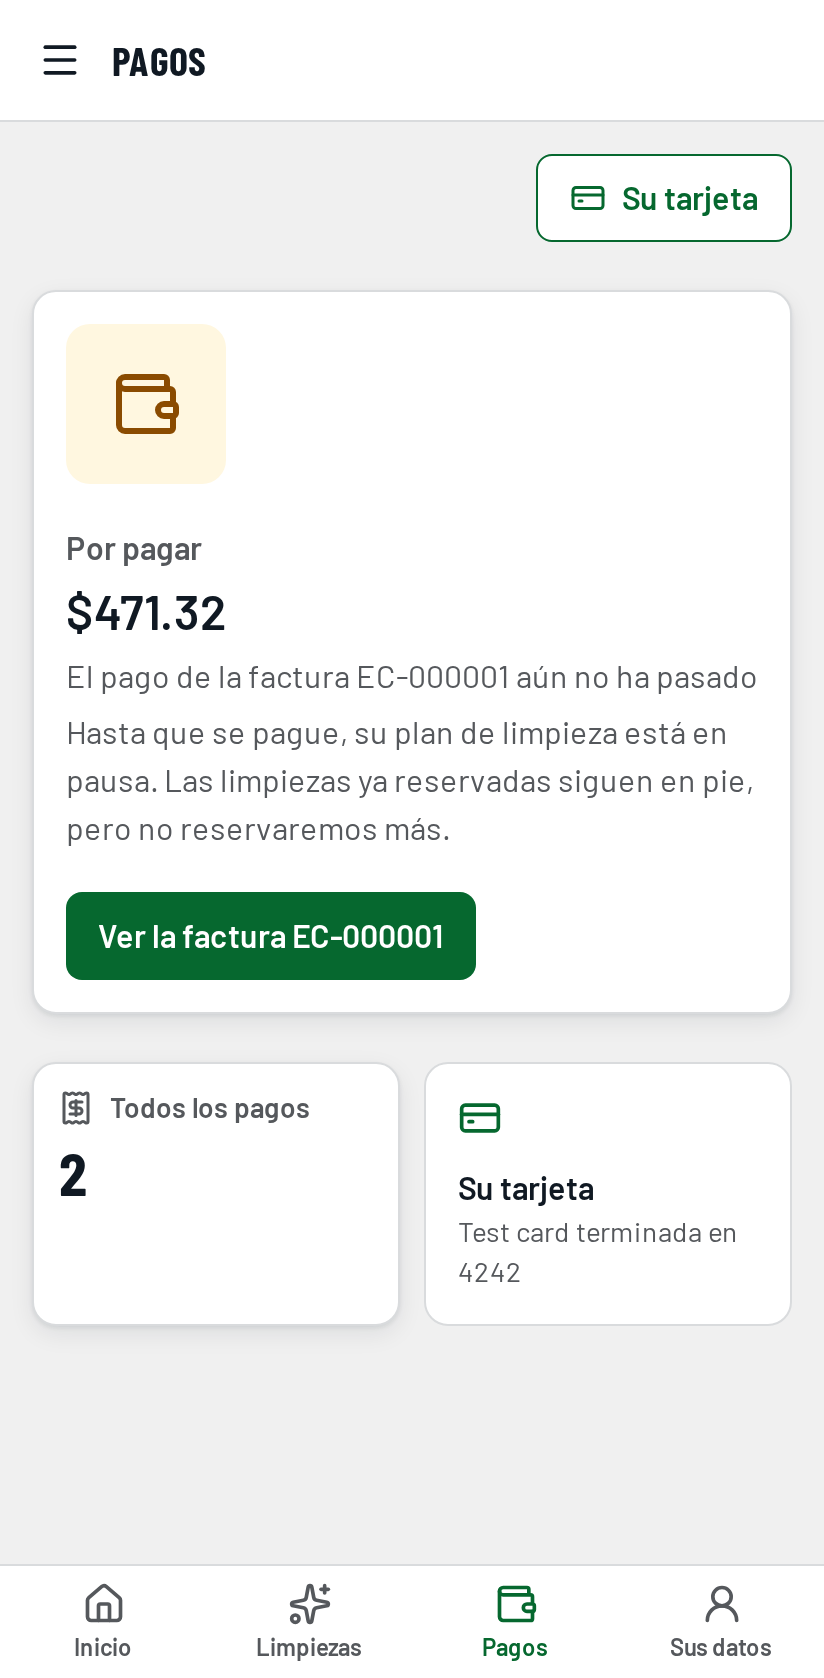 PAGOS
Su tarjeta
Por pagar
$471.32
El pago de la factura EC-000001 aún no ha pasado
Hasta que se pague, su plan de limpieza está en
pausa. Las limpiezas ya reservadas siguen en pie,
pero no reservaremos más.
Ver la factura EC-000001
Todos los pagos
2
Su tarjeta
Test card terminada en
4242
Inicio
Limpiezas
Pagos
Sus datos